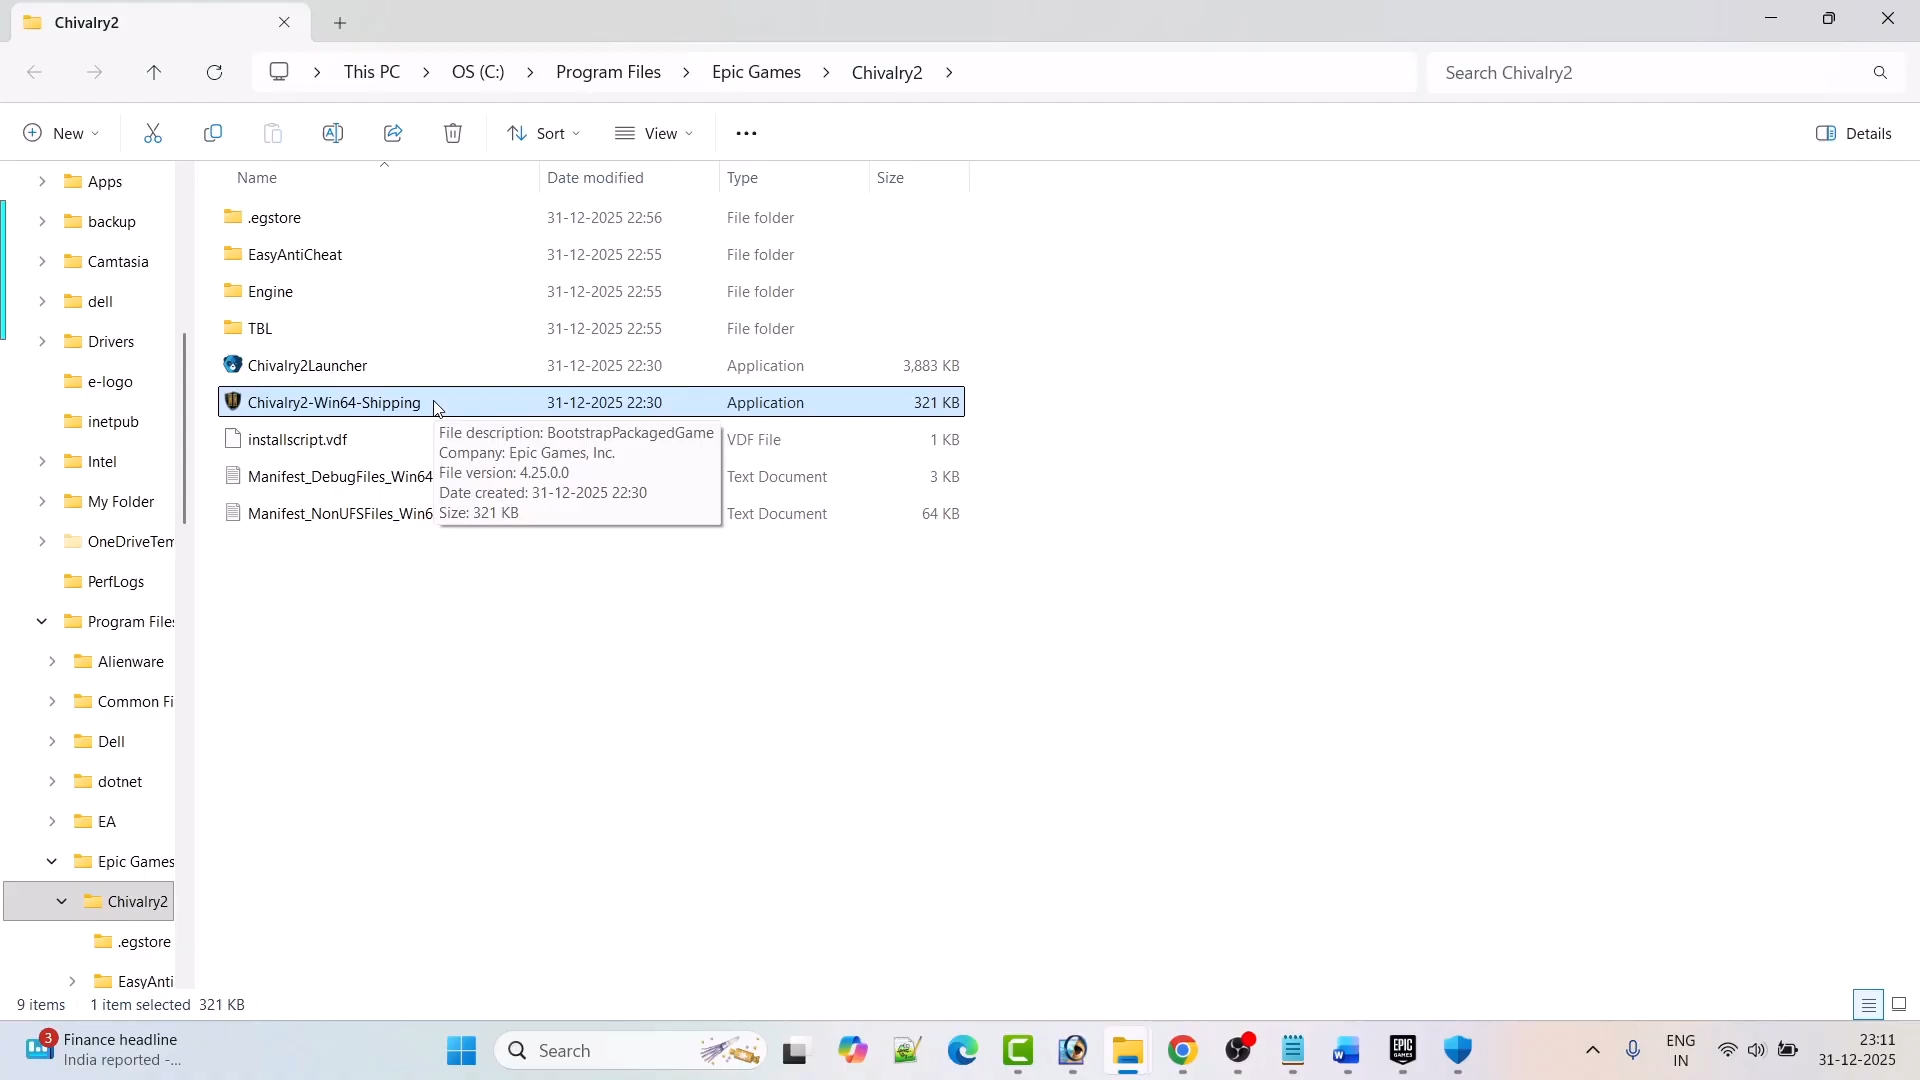 Chivalry2
This PC
OS (C:)
Program Files
Epic Games
Chivalry2
Search Chivalry2
New
Sort
View
Details
Name
Date modified
Type
Size
.egstore 31-12-2025 22:56 File folder
EasyAntiCheat 31-12-2025 22:55 File folder
Engine 31-12-2025 22:55 File folder
TBL 31-12-2025 22:55 File folder
Chivalry2Launcher 31-12-2025 22:30 Application 3,883 KB
Chivalry2-Win64-Shipping 31-12-2025 22:30 Application 321 KB
installscript.vdf VDF File 1 KB
Manifest_DebugFiles_Win64 Text Document 3 KB
Manifest_NonUFSFiles_Win6 Text Document 64 KB
File description: BootstrapPackagedGame
Company: Epic Games, Inc.
File version: 4.25.0.0
Date created: 31-12-2025 22:30
Size: 321 KB
Apps
backup
Camtasia
dell
Drivers
e-logo
inetpub
Intel
My Folder
OneDriveTem
PerfLogs
Program Files
Alienware
Common Fi
Dell
dotnet
EA
Epic Games
Chivalry2
.egstore
EasyAnti
9 items
1 item selected 321 KB
3
Finance headline
India reported -...
Search
EPIC
GAMES
ENG
IN
23:11
31-12-2025